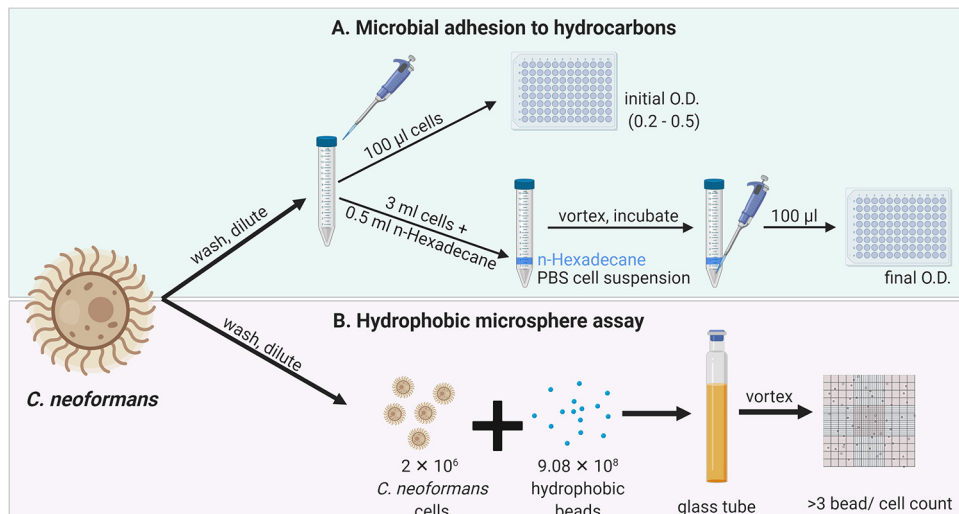 A. Microbial adhesion to hydrocarbons
100 µl cells
initial O.D.
(0.2 - 0.5)
wash, dilute
3 ml cells +
0.5 ml n-Hexadecane
vortex, incubate
100 µl
n-Hexadecane
PBS cell suspension
final O.D.
C. neoformans
B. Hydrophobic microsphere assay
wash, dilute
vortex
2 × 10⁶
C. neoformans
cells
9.08 × 10⁸
hydrophobic
beads
glass tube
>3 bead/ cell count